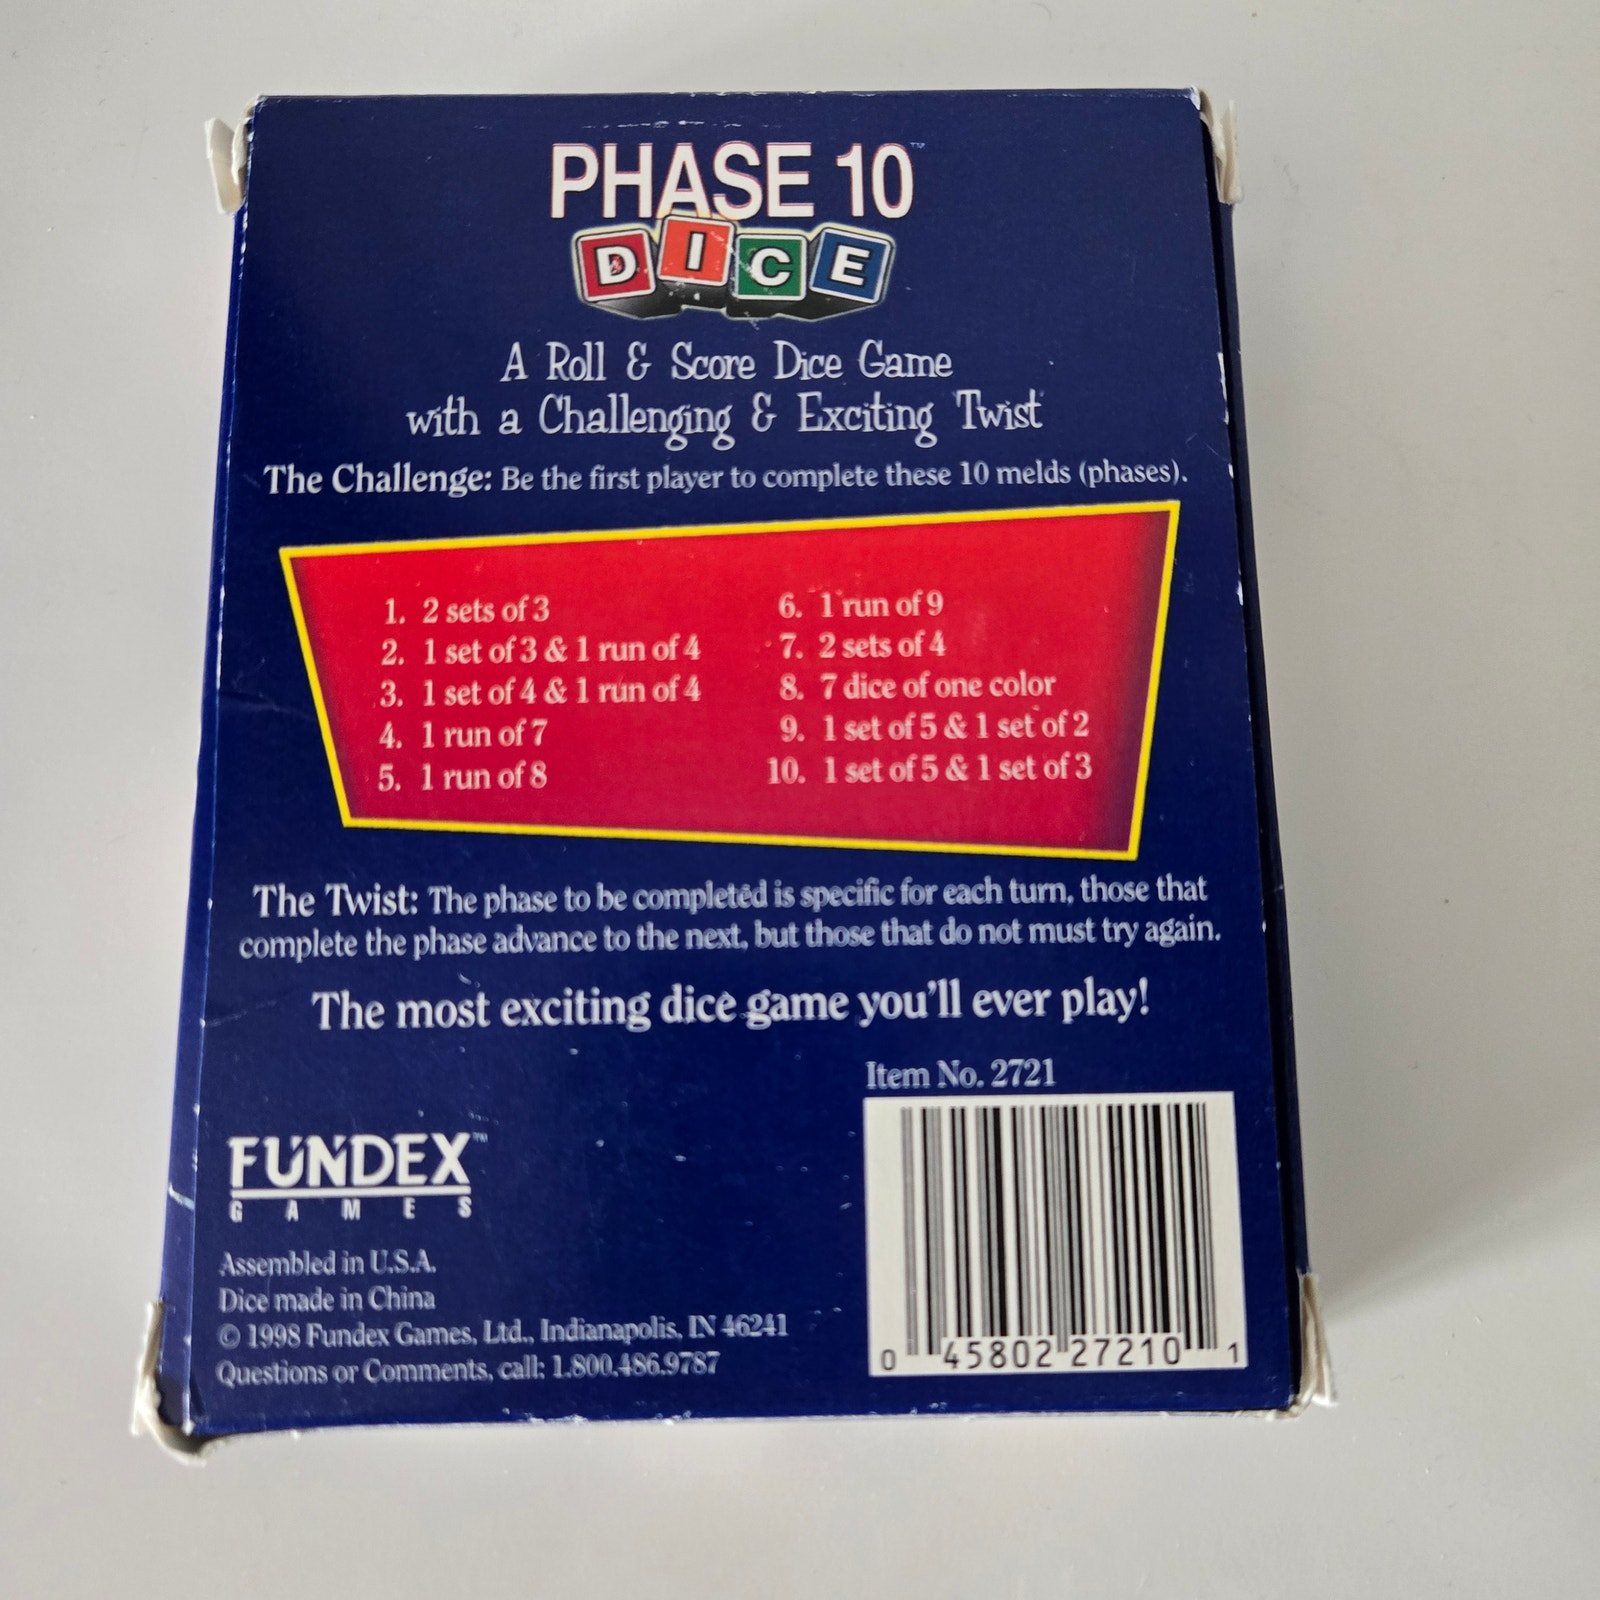 PHASE 10™
DICE
A Roll & Score Dice Game
with a Challenging & Exciting Twist
The Challenge: Be the first player to complete these 10 melds (phases).
1. 2 sets of 3
2. 1 set of 3 & 1 run of 4
3. 1 set of 4 & 1 run of 4
4. 1 run of 7
5. 1 run of 8
6. 1 run of 9
7. 2 sets of 4
8. 7 dice of one color
9. 1 set of 5 & 1 set of 2
10. 1 set of 5 & 1 set of 3
The Twist: The phase to be completed is specific for each turn, those that
complete the phase advance to the next, but those that do not must try again.
The most exciting dice game you'll ever play!
Item No. 2721
FUNDEX™
GAMES
Assembled in U.S.A.
Dice made in China
© 1998 Fundex Games, Ltd., Indianapolis, IN 46241
Questions or Comments, call: 1.800.486.9787
0 45802 27210 1